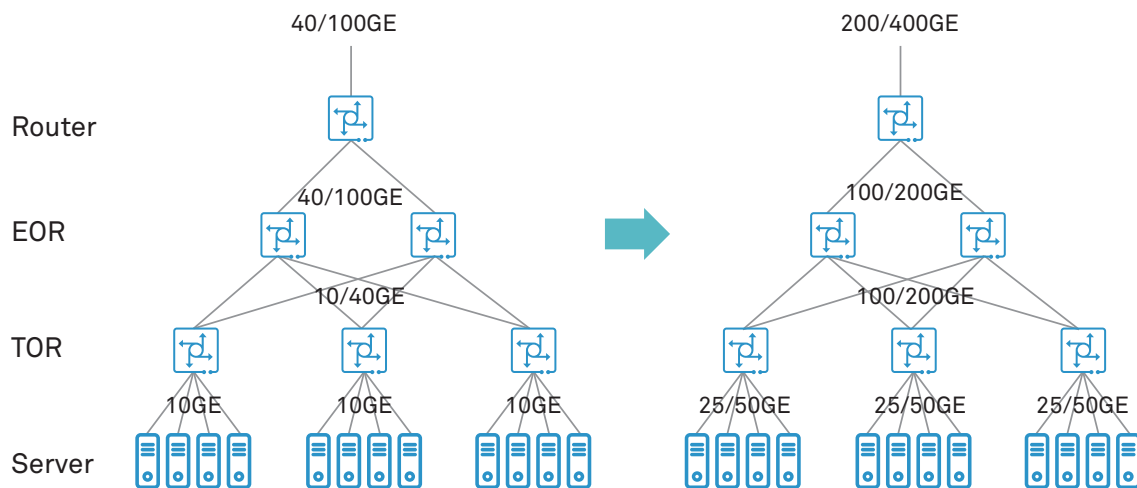 40/100GE 200/400GE
Router
40/100GE 100/200GE
EOR
10/40GE 100/200GE
TOR
10GE 10GE 10GE 25/50GE 25/50GE 25/50GE
Server